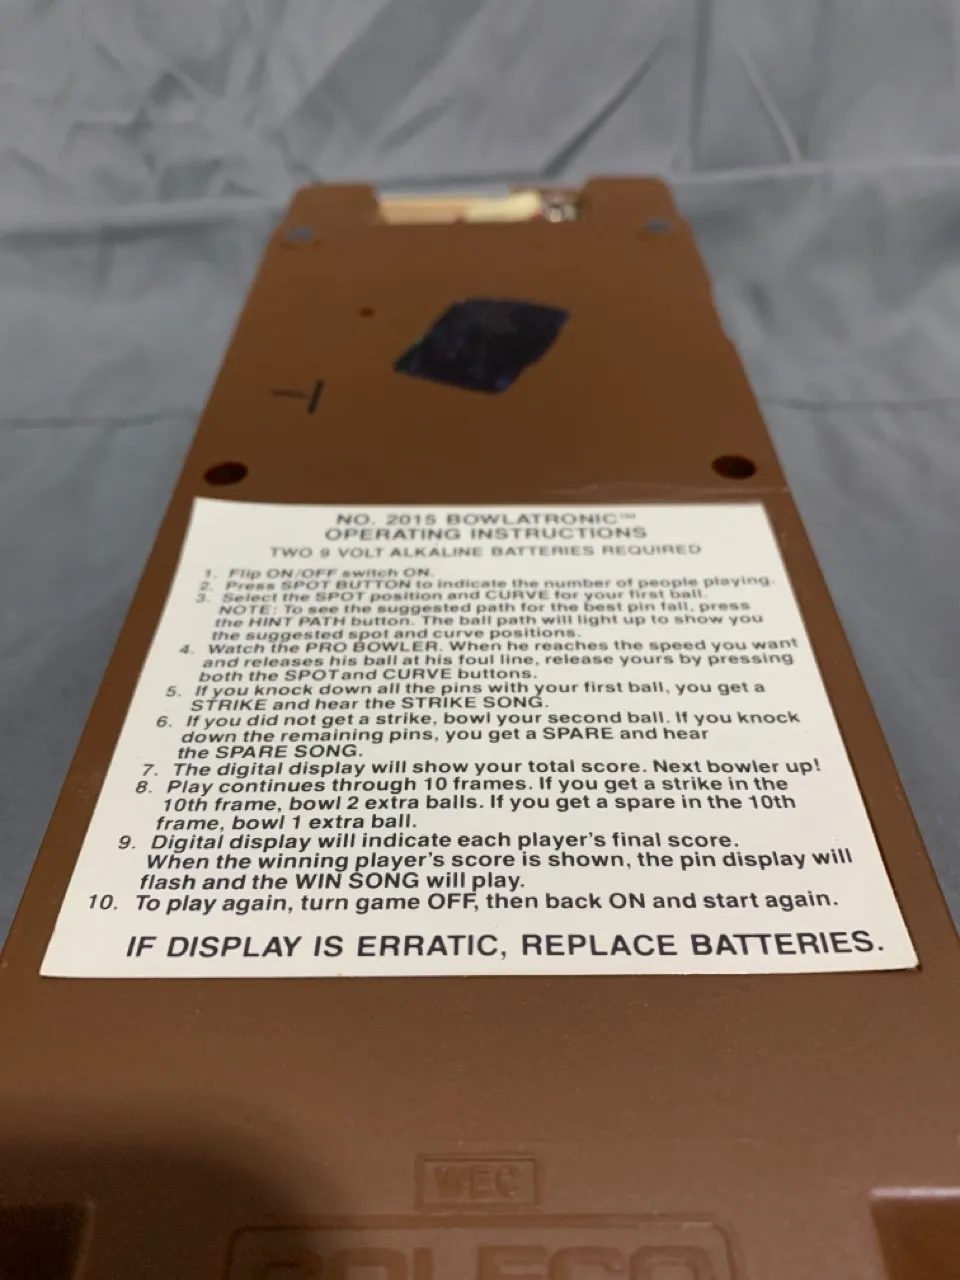 NO. 2015 BOWLATRONIC™
OPERATING INSTRUCTIONS
TWO 9 VOLT ALKALINE BATTERIES REQUIRED
1. Flip ON/OFF switch ON.
2. Press SPOT BUTTON to indicate the number of people playing.
3. Select the SPOT position and CURVE for your first ball.
NOTE: To see the suggested path for the best pin fall, press
the HINT PATH button. The ball path will light up to show you
the suggested spot and curve positions.
4. Watch the PRO BOWLER. When he reaches the speed you want
and releases his ball at his foul line, release yours by pressing
both the SPOT and CURVE buttons.
5. If you knock down all the pins with your first ball, you get a
STRIKE and hear the STRIKE SONG.
6. If you did not get a strike, bowl your second ball. If you knock
down the remaining pins, you get a SPARE and hear
the SPARE SONG.
7. The digital display will show your total score. Next bowler up!
8. Play continues through 10 frames. If you get a strike in the
10th frame, bowl 2 extra balls. If you get a spare in the 10th
frame, bowl 1 extra ball.
9. Digital display will indicate each player's final score.
When the winning player's score is shown, the pin display will
flash and the WIN SONG will play.
10. To play again, turn game OFF, then back ON and start again.
IF DISPLAY IS ERRATIC, REPLACE BATTERIES.
WEC
COLECO